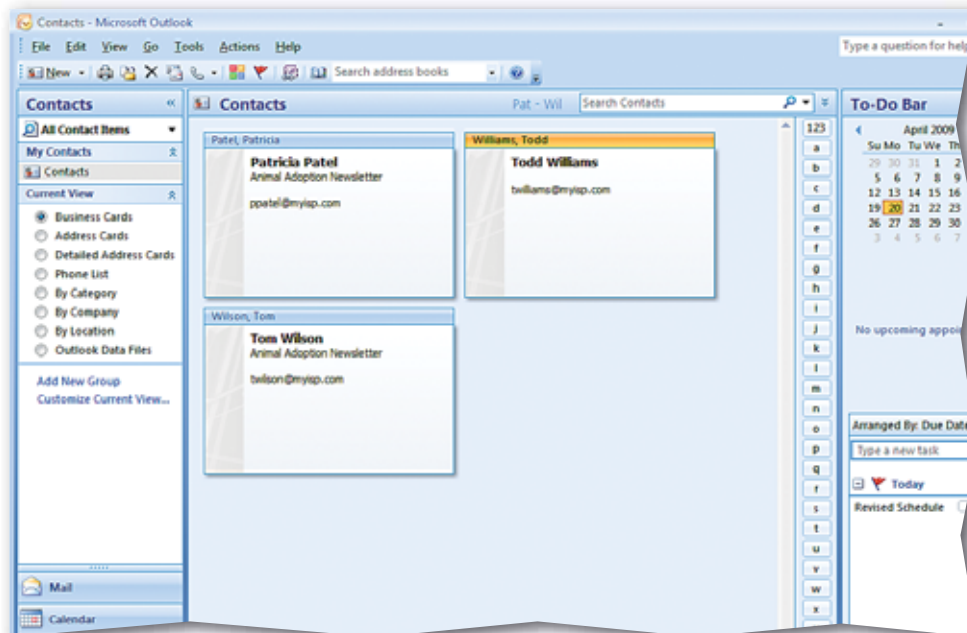 Contacts - Microsoft Outlook
File Edit View Go Tools Actions Help
Type a question for help
New Search address books
Contacts
All Contact Items
My Contacts
Contacts
Current View
Business Cards
Address Cards
Detailed Address Cards
Phone List
By Category
By Company
By Location
Outlook Data Files
Add New Group
Customize Current View...
Mail
Calendar
Contacts Pat - Wil Search Contacts
Patel, Patricia
Patricia Patel
Animal Adoption Newsletter
ppatel@myisp.com
Williams, Todd
Todd Williams
twilliams@myisp.com
Wilson, Tom
Tom Wilson
Animal Adoption Newsletter
twilson@myisp.com
123
a
b
c
d
e
f
g
h
i
j
k
l
m
n
o
p
q
r
s
t
u
v
w
x
To-Do Bar
April 2009
Su Mo Tu We Th
29 30 31 1 2
5 6 7 8 9
12 13 14 15 16
19 20 21 22 23
26 27 28 29 30
3 4 5 6 7
No upcoming appoi
Arranged By: Due Date
Type a new task
Today
Revised Schedule